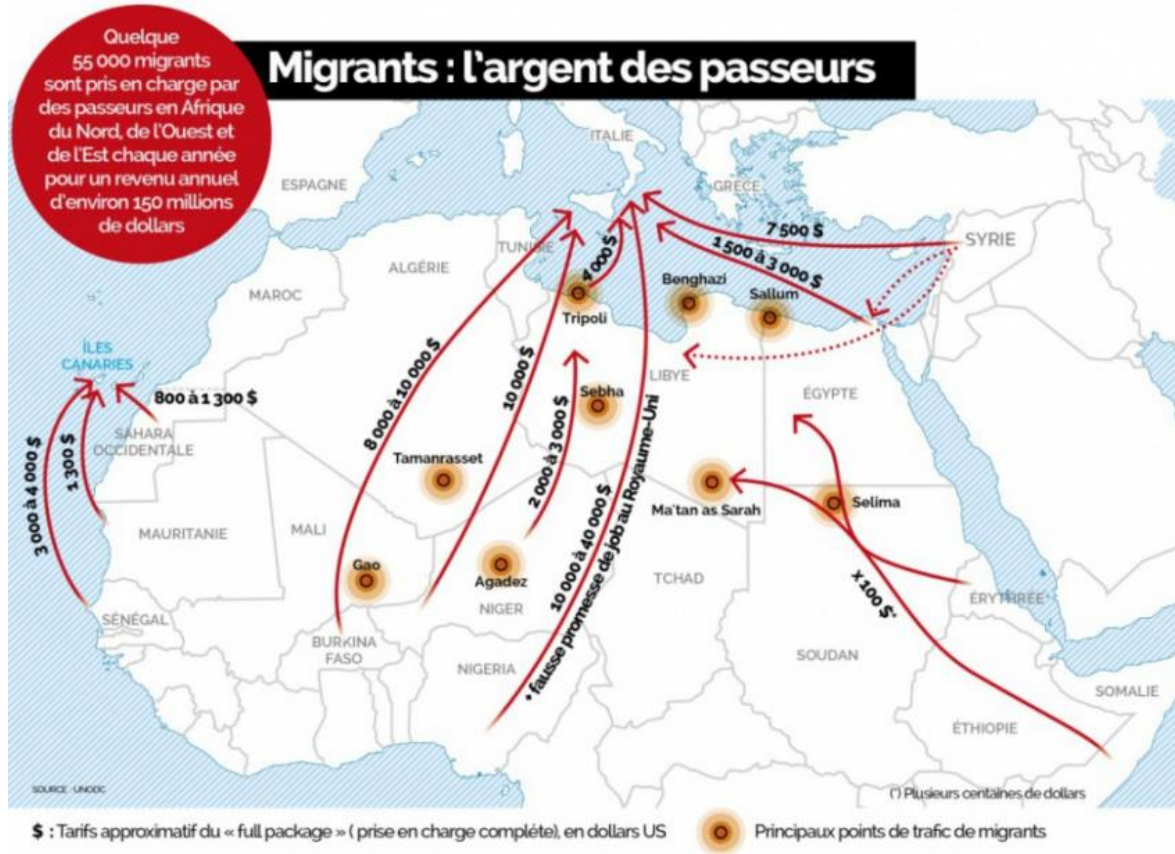 Quelque
55 000 migrants
sont pris en charge par
des passeurs en Afrique
du Nord, de l'Ouest et
de l'Est chaque année
pour un revenu annuel
d'environ 150 millions
de dollars
Migrants : l'argent des passeurs
ITALIE
ESPAGNE
GRÈCE
7 500 $
SYRIE
TUNISIE
4 000 $
1 500 à 3 000 $
ALGÉRIE
MAROC
Benghazi
Sallum
Tripoli
ÎLES
CANARIES
8 000 à 10 000 $
10 000 $
LIBYE
ÉGYPTE
800 à 1 300 $
Sebha
SAHARA
OCCIDENTALE
3 000 à 4 000 $
1 300 $
Tamanrasset
2 000 à 3 000 $
10 000 à 40 000 $
+ fausse promesse de job au Royaume-Uni
Ma'tan as Sarah
Selima
MAURITANIE
MALI
Gao
Agadez
NIGER
TCHAD
x 100 $*
ÉRYTHRÉE
SÉNÉGAL
BURKINA
FASO
NIGERIA
SOUDAN
SOMALIE
ÉTHIOPIE
SOURCE : UNODC
(*) Plusieurs centaines de dollars
$ : Tarifs approximatif du « full package » ( prise en charge complète), en dollars US
Principaux points de trafic de migrants